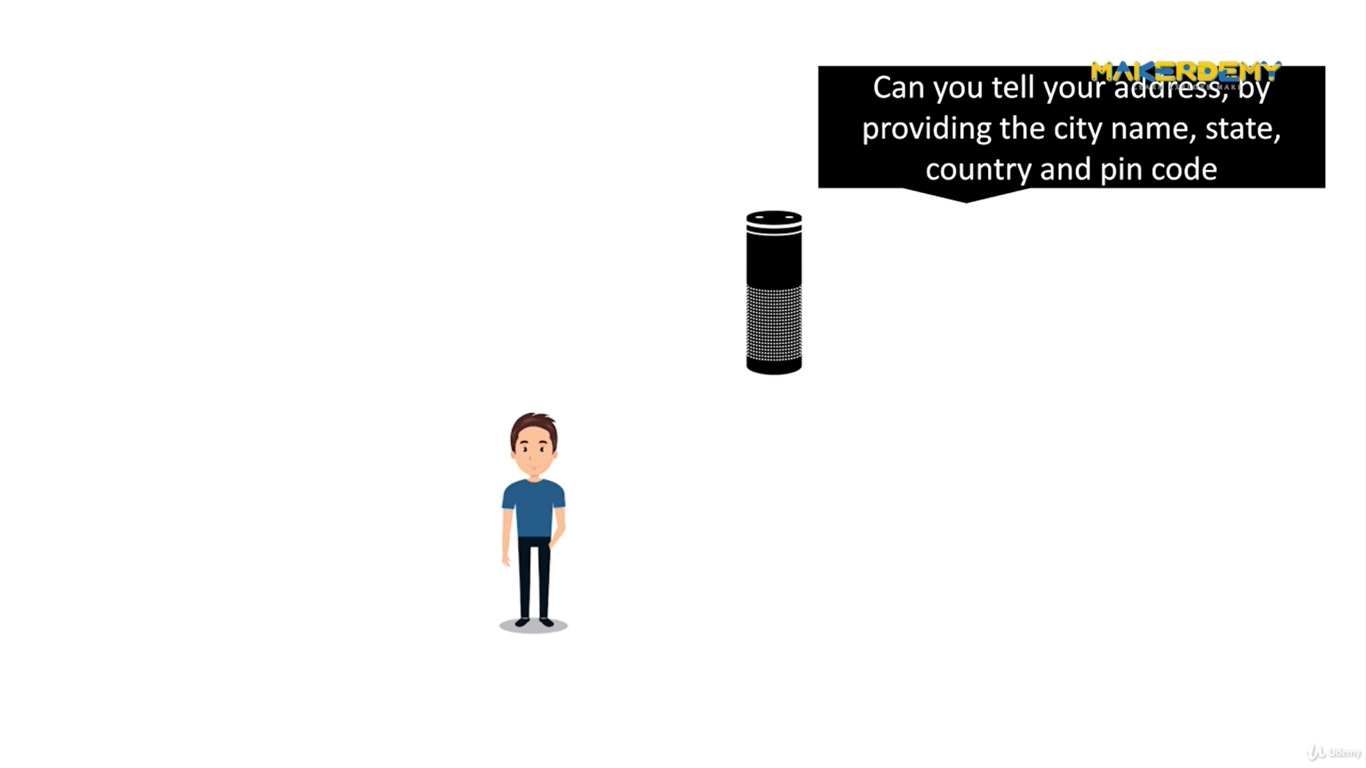 MAKERDEMY
Can you tell your address, by
providing the city name, state,
country and pin code
Udemy